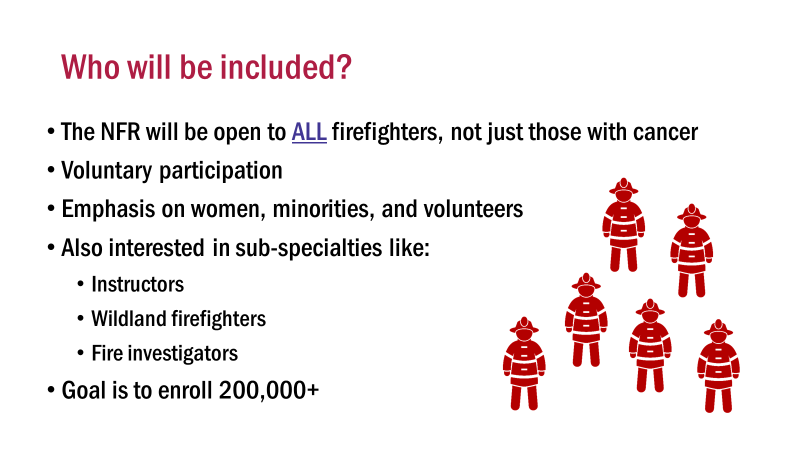 Who will be included?
• The NFR will be open to ALL firefighters, not just those with cancer
• Voluntary participation
• Emphasis on women, minorities, and volunteers
• Also interested in sub-specialties like:
• Instructors
• Wildland firefighters
• Fire investigators
• Goal is to enroll 200,000+